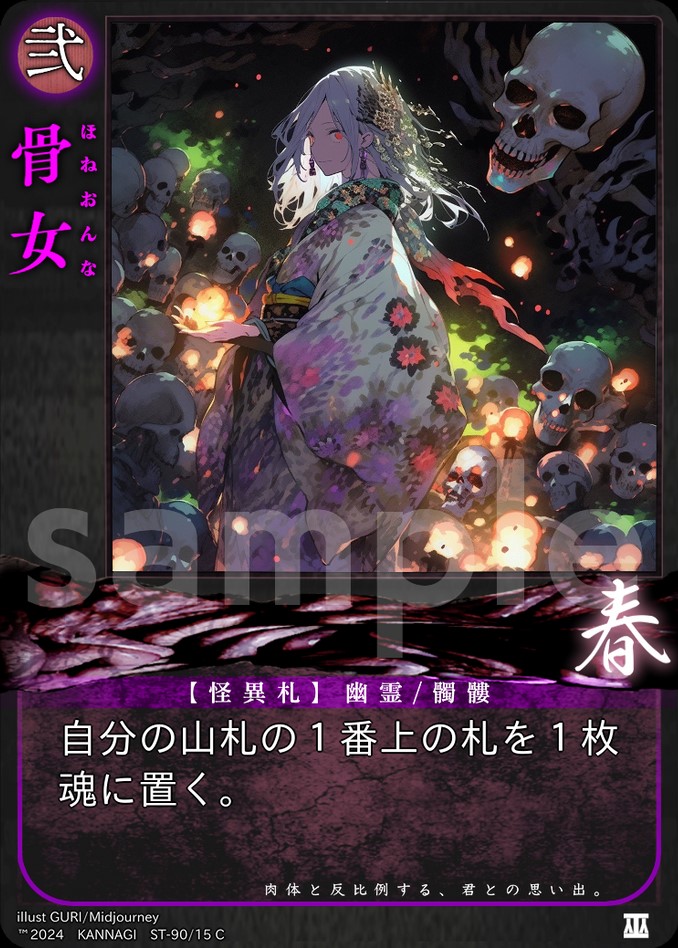 弐
骨女
ほねおんな
sample
春
【怪異札】幽霊/髑髏
自分の山札の1番上の札を1枚
魂に置く。
肉体と反比例する、君との思い出。
illust GURI/Midjourney
™2024 KANNAGI ST-90/15 C